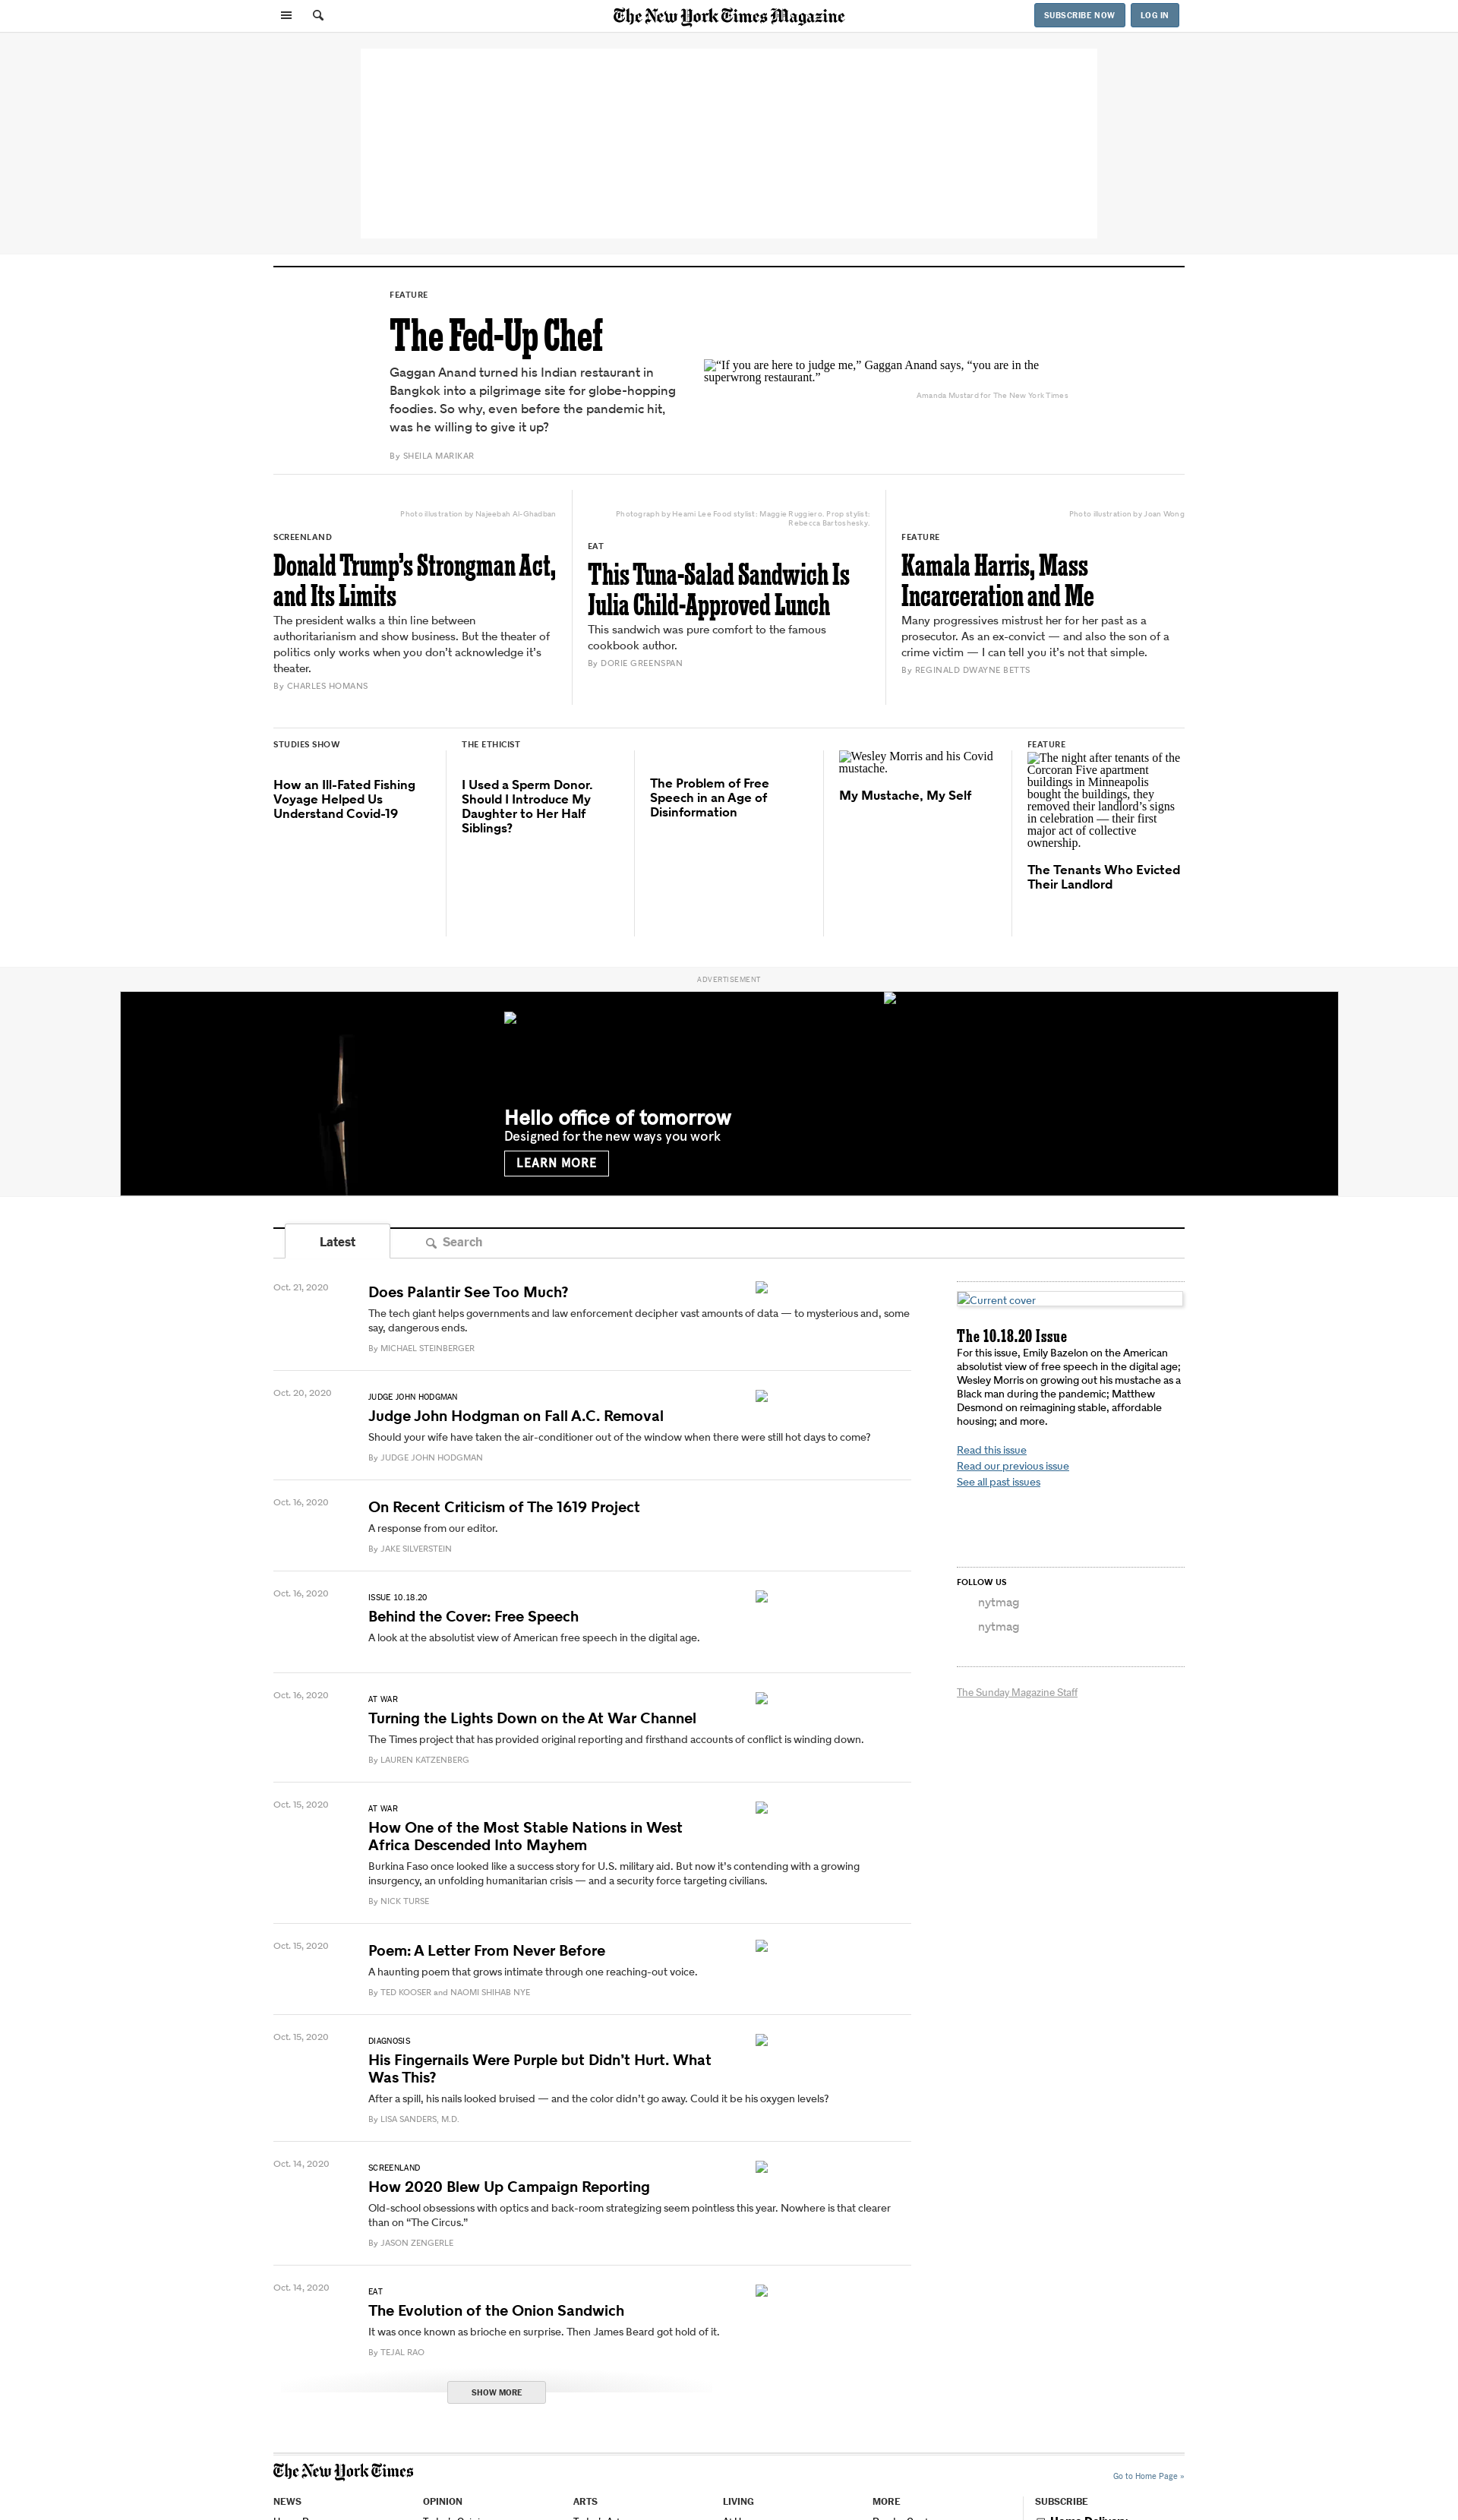 The New York Times Magazine
SUBSCRIBE NOW
LOG IN
FEATURE
The Fed-Up Chef
Gaggan Anand turned his Indian restaurant in
Bangkok into a pilgrimage site for globe-hopping
foodies. So why, even before the pandemic hit,
was he willing to give it up?
By SHEILA MARIKAR
“If you are here to judge me,” Gaggan Anand says, “you are in the
superwrong restaurant.”
Amanda Mustard for The New York Times
Photo illustration by Najeebah Al-Ghadban
SCREENLAND
Donald Trump’s Strongman Act,
and Its Limits
The president walks a thin line between
authoritarianism and show business. But the theater of
politics only works when you don’t acknowledge it’s
theater.
By CHARLES HOMANS
Photograph by Heami Lee Food stylist: Maggie Ruggiero. Prop stylist:
Rebecca Bartoshesky.
EAT
This Tuna-Salad Sandwich Is
Julia Child-Approved Lunch
This sandwich was pure comfort to the famous
cookbook author.
By DORIE GREENSPAN
Photo illustration by Joan Wong
FEATURE
Kamala Harris, Mass
Incarceration and Me
Many progressives mistrust her for her past as a
prosecutor. As an ex-convict — and also the son of a
crime victim — I can tell you it’s not that simple.
By REGINALD DWAYNE BETTS
STUDIES SHOW
How an Ill-Fated Fishing
Voyage Helped Us
Understand Covid-19
THE ETHICIST
I Used a Sperm Donor.
Should I Introduce My
Daughter to Her Half
Siblings?
The Problem of Free
Speech in an Age of
Disinformation
Wesley Morris and his Covid
mustache.
My Mustache, My Self
FEATURE
The night after tenants of the
Corcoran Five apartment
buildings in Minneapolis
bought the buildings, they
removed their landlord’s signs
in celebration — their first
major act of collective
ownership.
The Tenants Who Evicted
Their Landlord
ADVERTISEMENT
Hello office of tomorrow
Designed for the new ways you work
LEARN MORE
Latest
Search
Oct. 21, 2020
Does Palantir See Too Much?
The tech giant helps governments and law enforcement decipher vast amounts of data — to mysterious and, some
say, dangerous ends.
By MICHAEL STEINBERGER
Oct. 20, 2020
JUDGE JOHN HODGMAN
Judge John Hodgman on Fall A.C. Removal
Should your wife have taken the air-conditioner out of the window when there were still hot days to come?
By JUDGE JOHN HODGMAN
Oct. 16, 2020
On Recent Criticism of The 1619 Project
A response from our editor.
By JAKE SILVERSTEIN
Oct. 16, 2020
ISSUE 10.18.20
Behind the Cover: Free Speech
A look at the absolutist view of American free speech in the digital age.
Oct. 16, 2020
AT WAR
Turning the Lights Down on the At War Channel
The Times project that has provided original reporting and firsthand accounts of conflict is winding down.
By LAUREN KATZENBERG
Oct. 15, 2020
AT WAR
How One of the Most Stable Nations in West
Africa Descended Into Mayhem
Burkina Faso once looked like a success story for U.S. military aid. But now it’s contending with a growing
insurgency, an unfolding humanitarian crisis — and a security force targeting civilians.
By NICK TURSE
Oct. 15, 2020
Poem: A Letter From Never Before
A haunting poem that grows intimate through one reaching-out voice.
By TED KOOSER and NAOMI SHIHAB NYE
Oct. 15, 2020
DIAGNOSIS
His Fingernails Were Purple but Didn’t Hurt. What
Was This?
After a spill, his nails looked bruised — and the color didn’t go away. Could it be his oxygen levels?
By LISA SANDERS, M.D.
Oct. 14, 2020
SCREENLAND
How 2020 Blew Up Campaign Reporting
Old-school obsessions with optics and back-room strategizing seem pointless this year. Nowhere is that clearer
than on “The Circus.”
By JASON ZENGERLE
Oct. 14, 2020
EAT
The Evolution of the Onion Sandwich
It was once known as brioche en surprise. Then James Beard got hold of it.
By TEJAL RAO
SHOW MORE
Current cover
The 10.18.20 Issue
For this issue, Emily Bazelon on the American
absolutist view of free speech in the digital age;
Wesley Morris on growing out his mustache as a
Black man during the pandemic; Matthew
Desmond on reimagining stable, affordable
housing; and more.
Read this issue
Read our previous issue
See all past issues
FOLLOW US
nytmag
nytmag
The Sunday Magazine Staff
The New York Times
Go to Home Page »
NEWS
OPINION
ARTS
LIVING
MORE
SUBSCRIBE